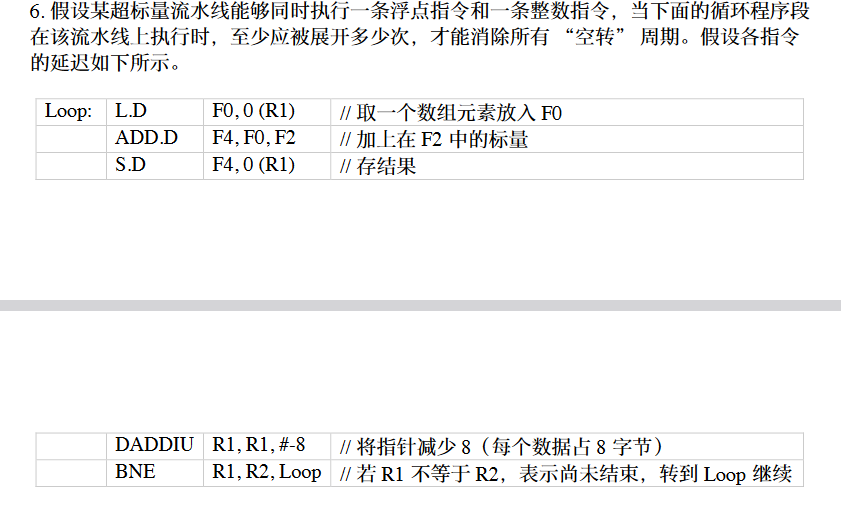 6. 假设某超标量流水线能够同时执行一条浮点指令和一条整数指令，当下面的循环程序段
在该流水线上执行时，至少应被展开多少次，才能消除所有 “空转” 周期。假设各指令
的延迟如下所示。
Loop: L.D F0, 0 (R1) // 取一个数组元素放入 F0
ADD.D F4, F0, F2 // 加上在 F2 中的标量
S.D F4, 0 (R1) // 存结果
DADDIU R1, R1, #-8 // 将指针减少 8（每个数据占 8 字节）
BNE R1, R2, Loop // 若 R1 不等于 R2，表示尚未结束，转到 Loop 继续